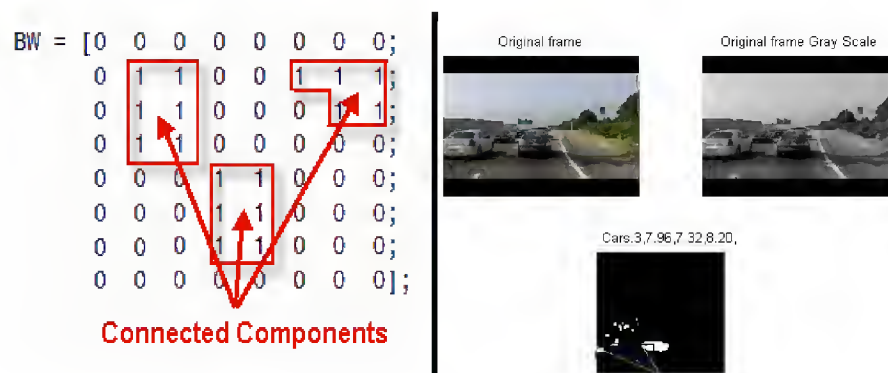 BW = [0 0 0 0 0 0 0 0;
0 1 1 0 0 1 1 1;
0 1 1 0 0 0 1 1;
0 1 1 0 0 0 0 0;
0 0 0 1 1 0 0 0;
0 0 0 1 1 0 0 0;
0 0 0 1 1 0 0 0;
0 0 0 0 0 0 0 0];
Connected Components
Original frame
Original frame Gray Scale
Cars.3,7.96,7 32,8.20,